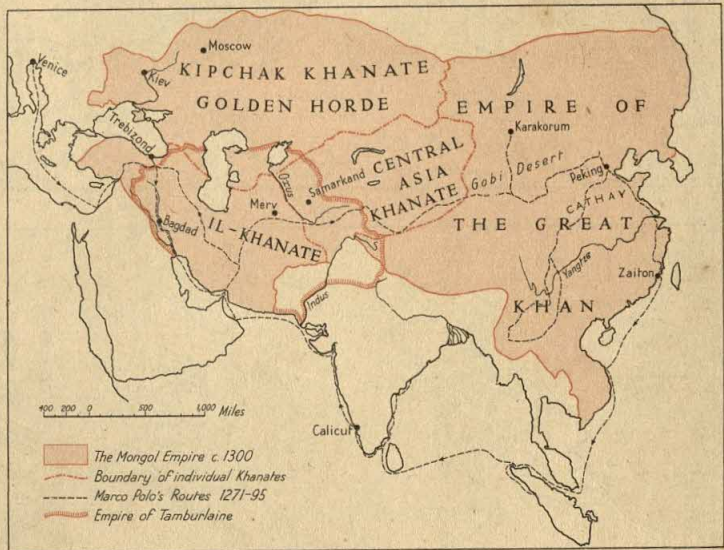 Venice
Moscow
Kiev
KIPCHAK KHANATE
GOLDEN HORDE
EMPIRE OF
Trebizond
Karakorum
Oxus
Samarkand
CENTRAL
ASIA
KHANATE
Gobi Desert
Peking
CATHAY
Merv
Bagdad
IL-KHANATE
THE GREAT
Yangtze
Zaiton
Indus
KHAN
400 200 0 500 1,000 Miles
Calicut
The Mongol Empire c. 1300
Boundary of individual Khanates
Marco Polo's Routes 1271-95
Empire of Tamburlaine